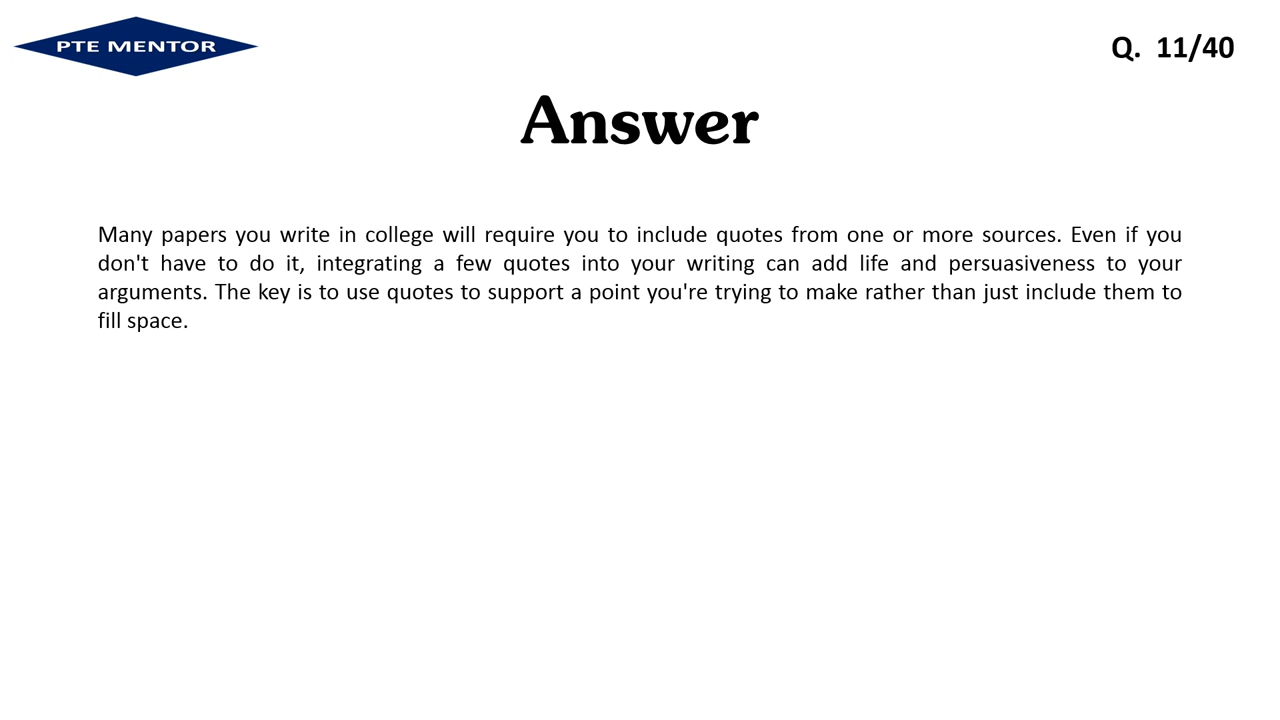 PTE MENTOR
Q. 11/40
Answer
Many papers you write in college will require you to include quotes from one or more sources. Even if you
don't have to do it, integrating a few quotes into your writing can add life and persuasiveness to your
arguments. The key is to use quotes to support a point you're trying to make rather than just include them to
fill space.